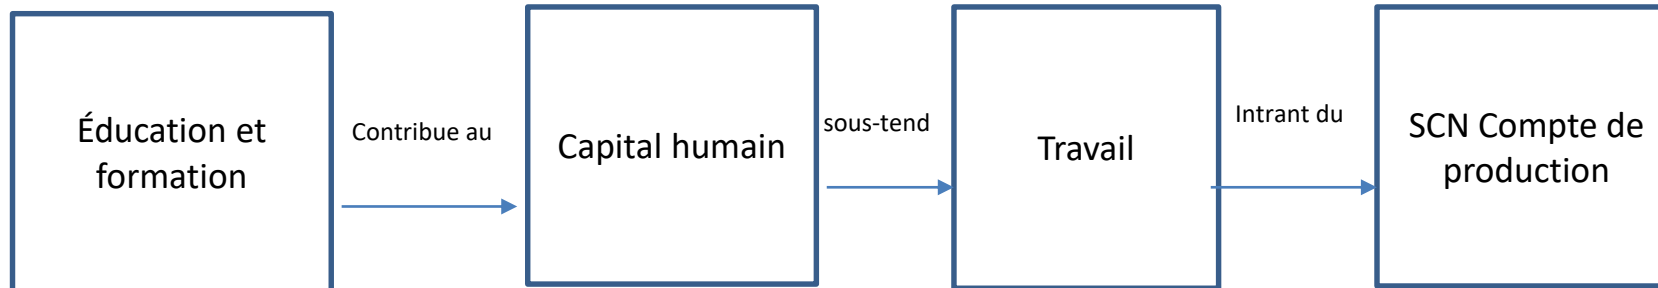 Éducation et
formation
Contribue au
Capital humain
sous-tend
Travail
Intrant du
SCN Compte de
production